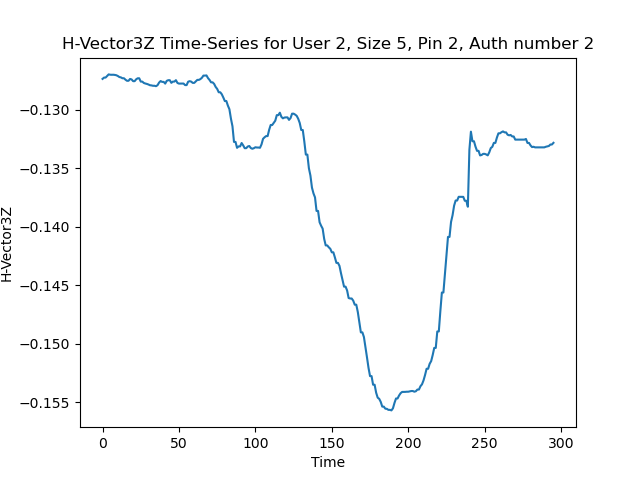 H-Vector3Z Time-Series for User 2, Size 5, Pin 2, Auth number 2
−0.130
−0.135
−0.140
−0.145
−0.150
−0.155
H-Vector3Z
0 50 100 150 200 250 300
Time